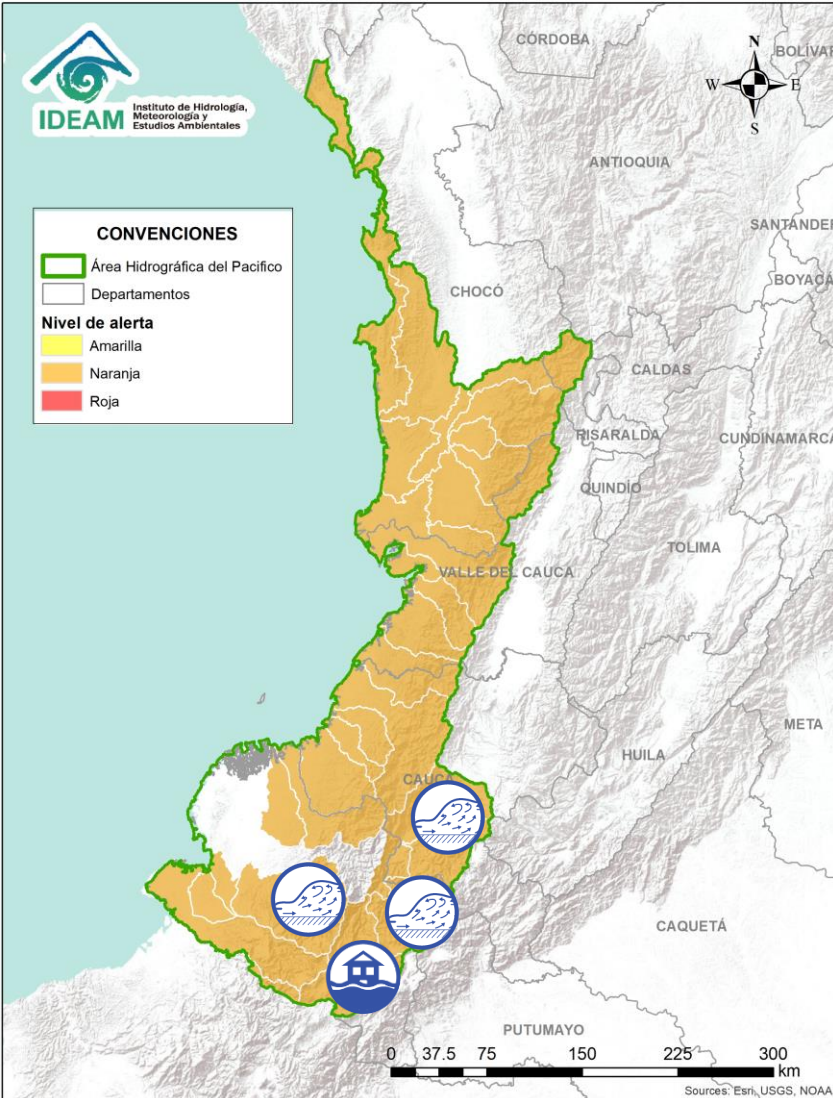 IDEAM
Instituto de Hidrología,
Meteorología y
Estudios Ambientales
CÓRDOBA
BOLÍVAR
N
W
E
S
ANTIOQUIA
SANTANDER
BOYACÁ
CONVENCIONES
Área Hidrográfica del Pacifico
Departamentos
Nivel de alerta
Amarilla
Naranja
Roja
CHOCÓ
CALDAS
RISARALDA
CUNDINAMARCA
QUINDÍO
TOLIMA
VALLE DEL CAUCA
META
HUILA
CAUCA
CAQUETÁ
PUTUMAYO
0 37.5 75 150 225 300
km
Sources: Esri, USGS, NOAA